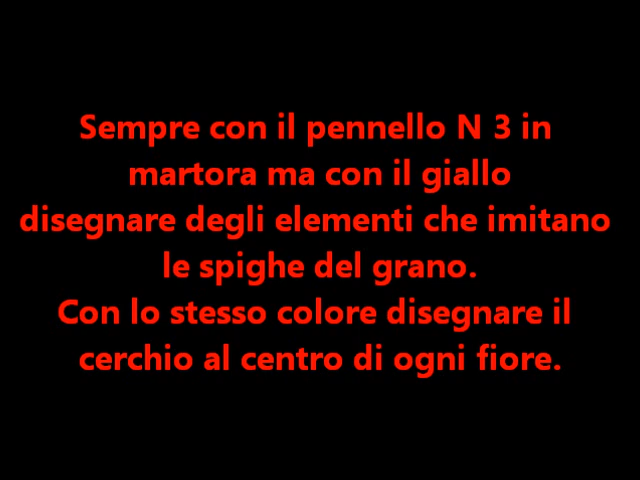 Sempre con il pennello N 3 in
martora ma con il giallo
disegnare degli elementi che imitano
le spighe del grano.
Con lo stesso colore disegnare il
cerchio al centro di ogni fiore.